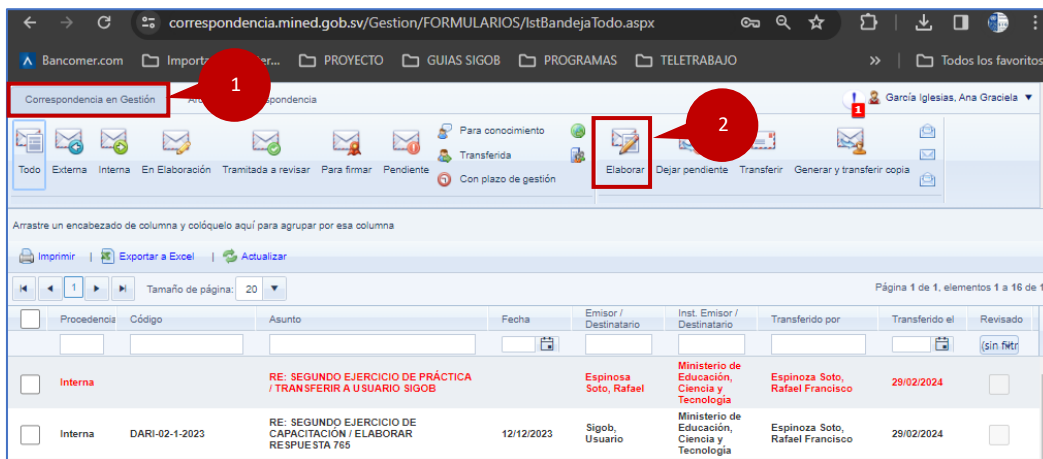 correspondencia.mined.gob.sv/Gestion/FORMULARIOS/lstBandejaTodo.aspx
Bancomer.com
PROYECTO
GUIAS SIGOB
PROGRAMAS
TELETRABAJO
»
Todos los favoritos
1
Correspondencia en Gestión
1
García Iglesias, Ana Graciela
2
Todo
Externa
Interna
En Elaboración
Tramitada a revisar
Para firmar
Pendiente
Para conocimiento
Transferida
Con plazo de gestión
Elaborar
Dejar pendiente
Transferir
Generar y transferir copia
Arrastre un encabezado de columna y colóquelo aquí para agrupar por esa columna
Imprimir | Exportar a Excel | Actualizar
1 Tamaño de página: 20
Página 1 de 1, elementos 1 a 16 de
Procedencia Código Asunto Fecha Emisor / Destinatario Inst. Emisor / Destinatario Transferido por Transferido el Revisado
(sin filtr
Interna
RE: SEGUNDO EJERCICIO DE PRÁCTICA
/ TRANSFERIR A USUARIO SIGOB
Espinosa
Soto, Rafael
Ministerio de
Educación,
Ciencia y
Tecnología
Espinoza Soto,
Rafael Francisco
29/02/2024
Interna
DARI-02-1-2023
RE: SEGUNDO EJERCICIO DE
CAPACITACIÓN / ELABORAR
RESPUESTA 765
12/12/2023
Sigob,
Usuario
Ministerio de
Educación,
Ciencia y
Tecnología
Espinoza Soto,
Rafael Francisco
29/02/2024